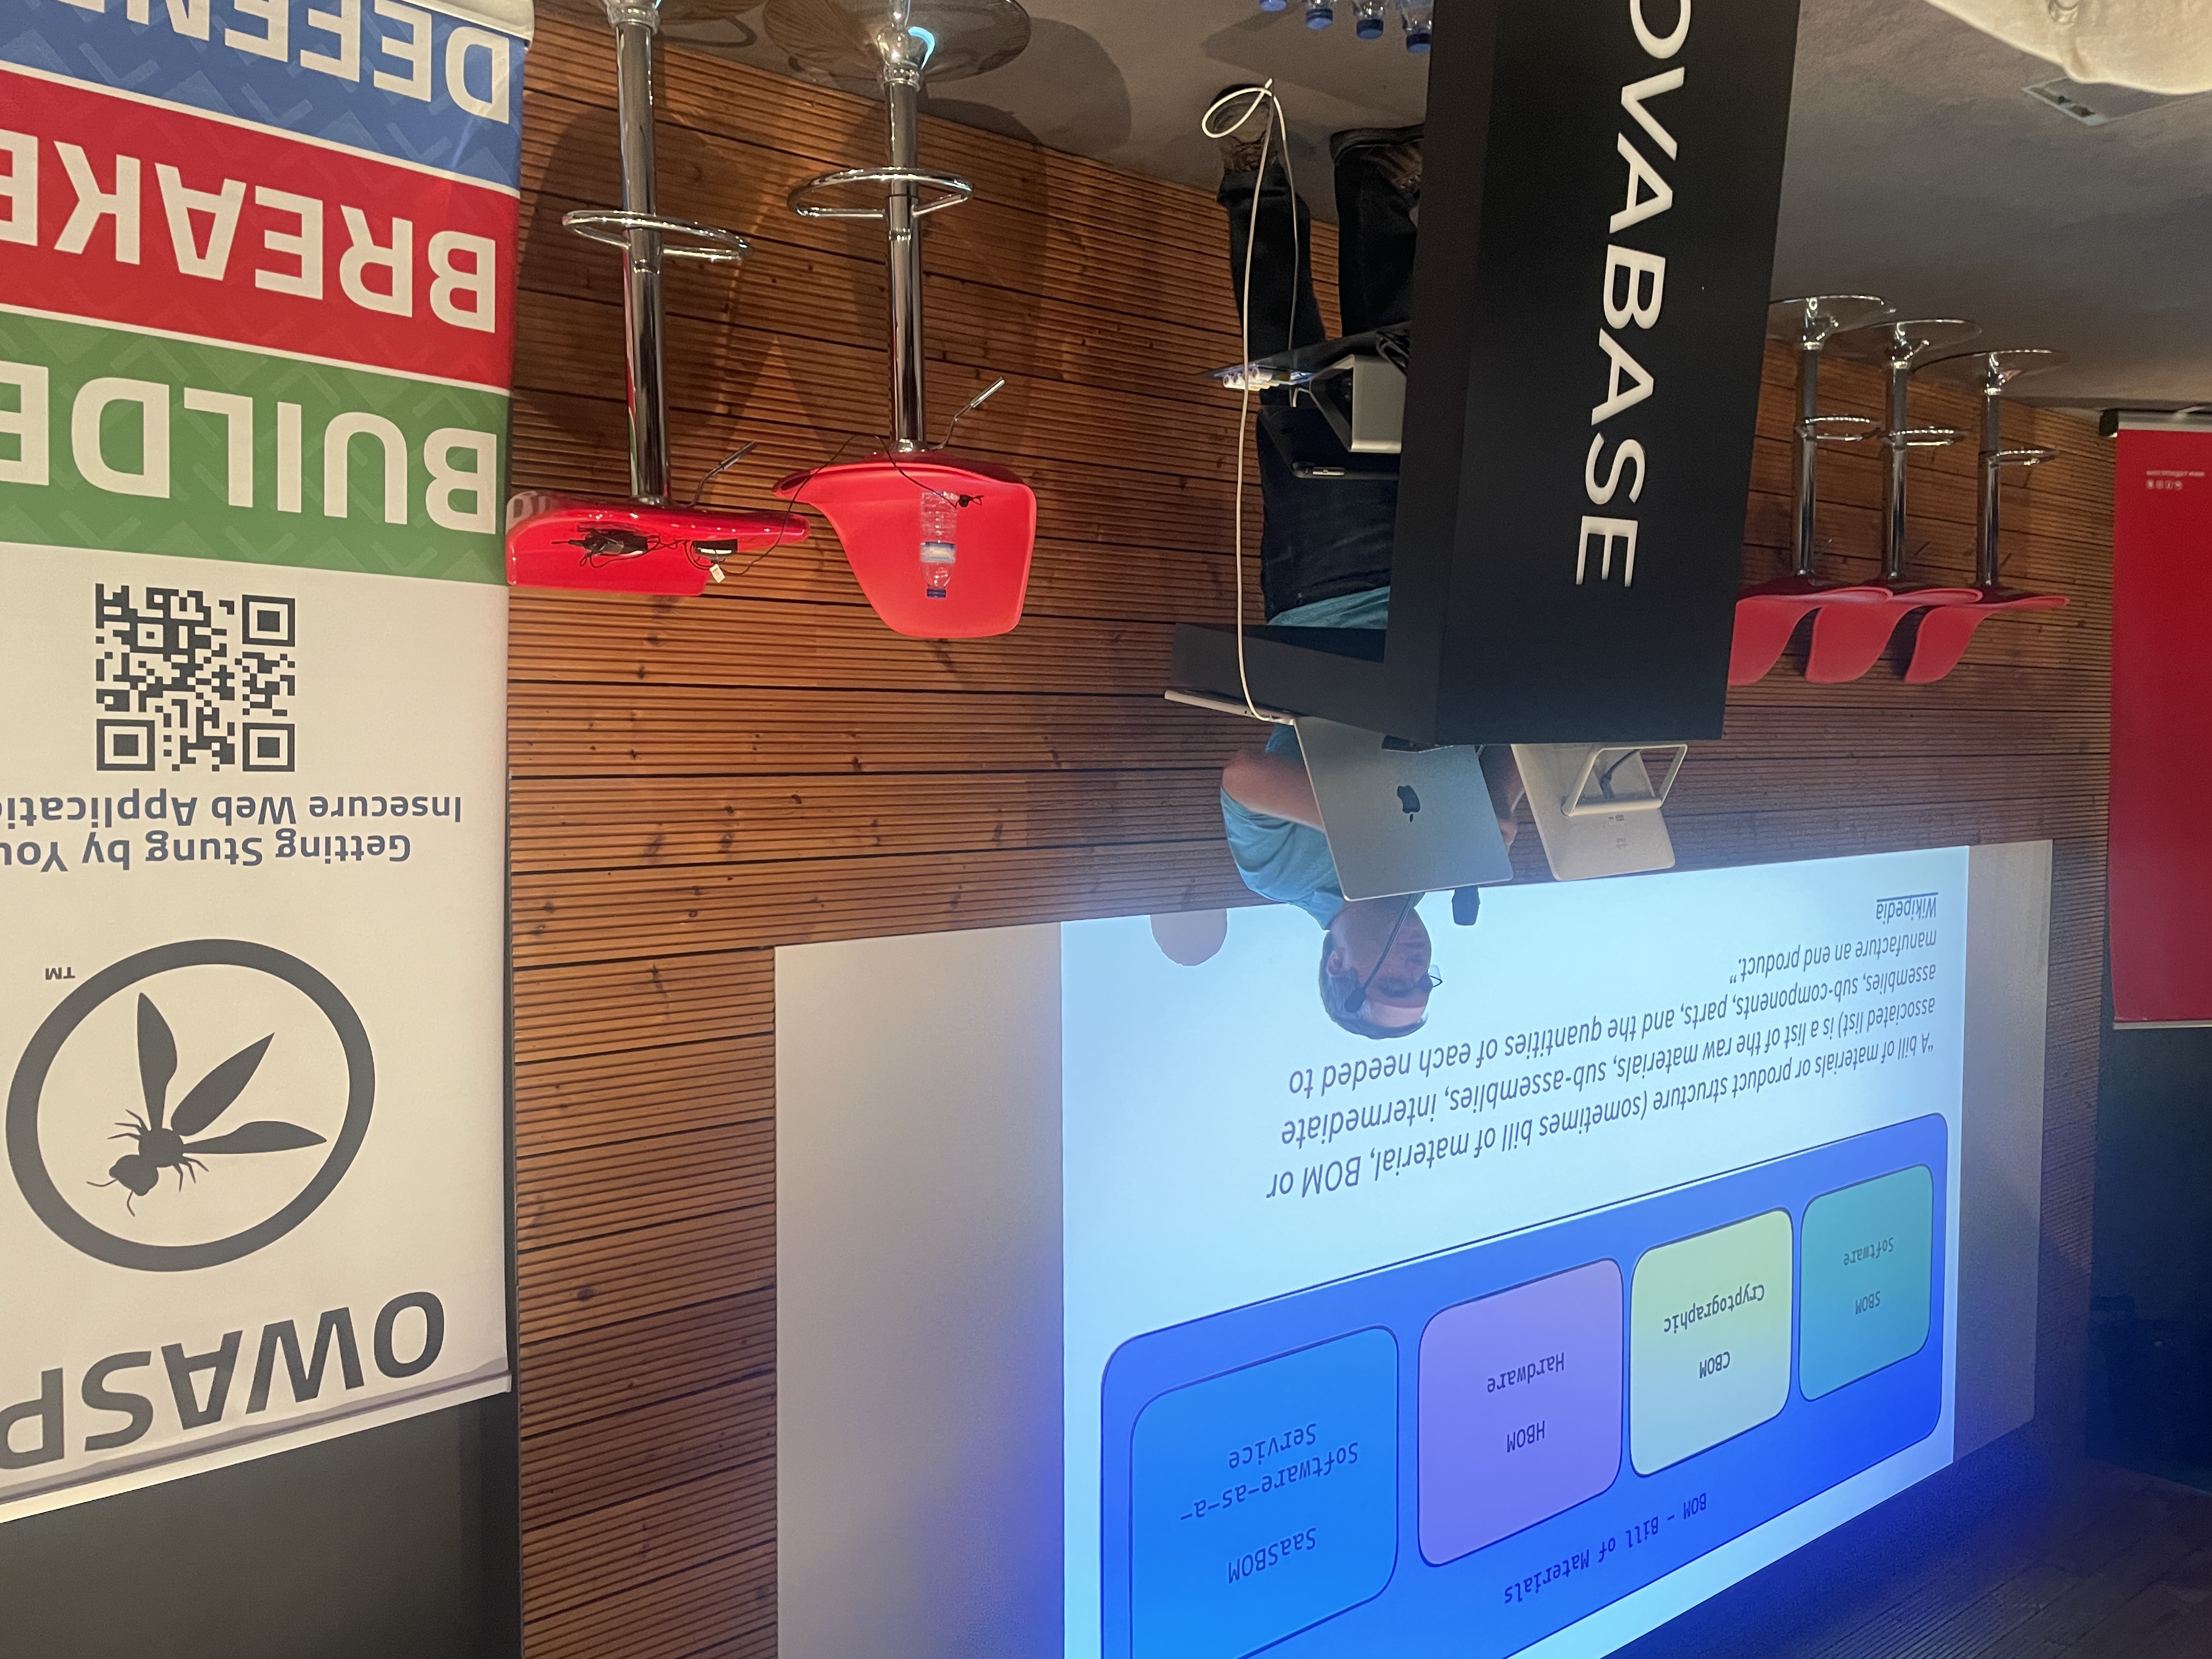 BOM - Bill of Materials
SBOM
Software
CBOM
Cryptographic
HBOM
Hardware
SaaSBOM
Software-as-a-
Service
“A bill of materials or product structure (sometimes bill of material, BOM or
associated list) is a list of the raw materials, sub-assemblies, intermediate
assemblies, sub-components, parts, and the quantities of each needed to
manufacture an end product.”
Wikipedia
OVABASE
OWASP
TM
Getting Stung by You
Insecure Web Applicati
BUILDE
BREAKE
DEFEND